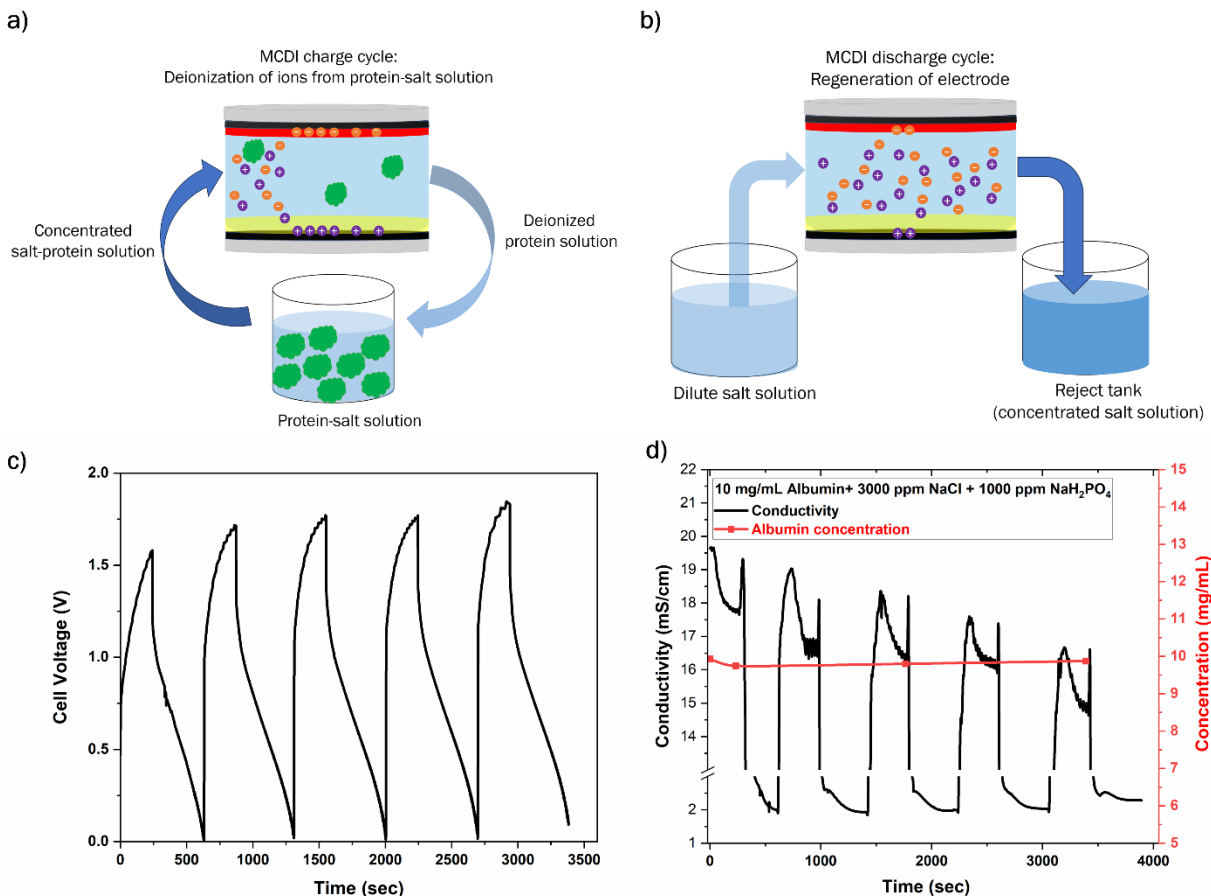 a)
MCDI charge cycle:
Deionization of ions from protein-salt solution
Concentrated
salt-protein solution
Deionized
protein solution
Protein-salt solution
b)
MCDI discharge cycle:
Regeneration of electrode
Dilute salt solution
Reject tank
(concentrated salt solution)
c)
Cell Voltage (V)
2.0
1.5
1.0
0.5
0.0
0 500 1000 1500 2000 2500 3000 3500
Time (sec)
d)
10 mg/mL Albumin+ 3000 ppm NaCl + 1000 ppm NaH₂PO₄
Conductivity
Albumin concentration
Conductivity (mS/cm)
22
21
20
19
18
17
16
15
14
2
1
Concentration (mg/mL)
15
14
13
12
11
10
9
8
7
6
5
0 1000 2000 3000 4000
Time (sec)